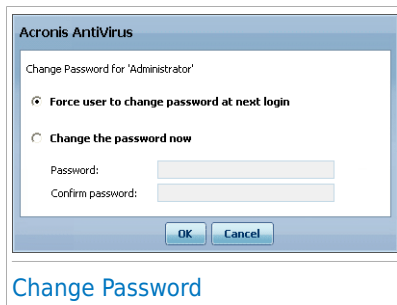 Acronis AntiVirus
Change Password for 'Administrator'
Force user to change password at next login
Change the password now
Password:
Confirm password:
OK Cancel
Change Password